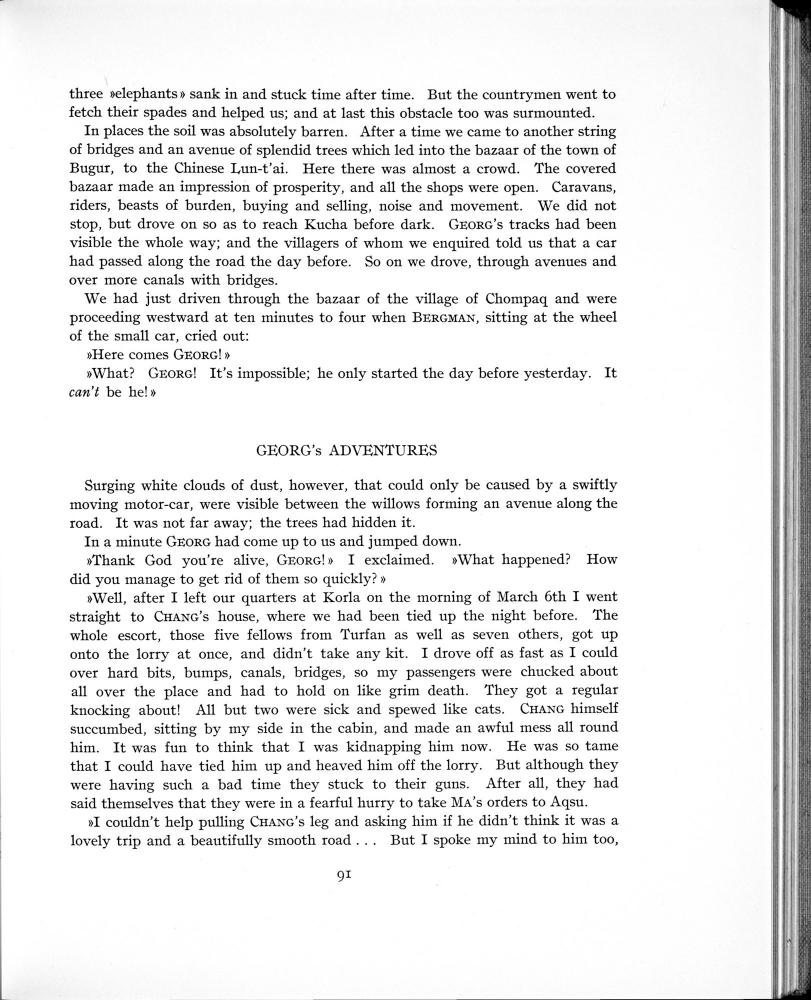 three »elephants» sank in and stuck time after time. But the countrymen went to
fetch their spades and helped us; and at last this obstacle too was surmounted.
In places the soil was absolutely barren. After a time we came to another string
of bridges and an avenue of splendid trees which led into the bazaar of the town of
Bugur, to the Chinese Lun-t'ai. Here there was almost a crowd. The covered
bazaar made an impression of prosperity, and all the shops were open. Caravans,
riders, beasts of burden, buying and selling, noise and movement. We did not
stop, but drove on so as to reach Kucha before dark. GEORG's tracks had been
visible the whole way; and the villagers of whom we enquired told us that a car
had passed along the road the day before. So on we drove, through avenues and
over more canals with bridges.
We had just driven through the bazaar of the village of Chompaq and were
proceeding westward at ten minutes to four when BERGMAN, sitting at the wheel
of the small car, cried out:
»Here comes GEORG!»
»What? GEORG! It's impossible; he only started the day before yesterday. It
can't be he!»
GEORG's ADVENTURES
Surging white clouds of dust, however, that could only be caused by a swiftly
moving motor-car, were visible between the willows forming an avenue along the
road. It was not far away; the trees had hidden it.
In a minute GEORG had come up to us and jumped down.
»Thank God you're alive, GEORG!» I exclaimed. »What happened? How
did you manage to get rid of them so quickly?»
»Well, after I left our quarters at Korla on the morning of March 6th I went
straight to CHANG's house, where we had been tied up the night before. The
whole escort, those five fellows from Turfan as well as seven others, got up
onto the lorry at once, and didn't take any kit. I drove off as fast as I could
over hard bits, bumps, canals, bridges, so my passengers were chucked about
all over the place and had to hold on like grim death. They got a regular
knocking about! All but two were sick and spewed like cats. CHANG himself
succumbed, sitting by my side in the cabin, and made an awful mess all round
him. It was fun to think that I was kidnapping him now. He was so tame
that I could have tied him up and heaved him off the lorry. But although they
were having such a bad time they stuck to their guns. After all, they had
said themselves that they were in a fearful hurry to take MA's orders to Aqsu.
»I couldn't help pulling CHANG's leg and asking him if he didn't think it was a
lovely trip and a beautifully smooth road . . . But I spoke my mind to him too,
91